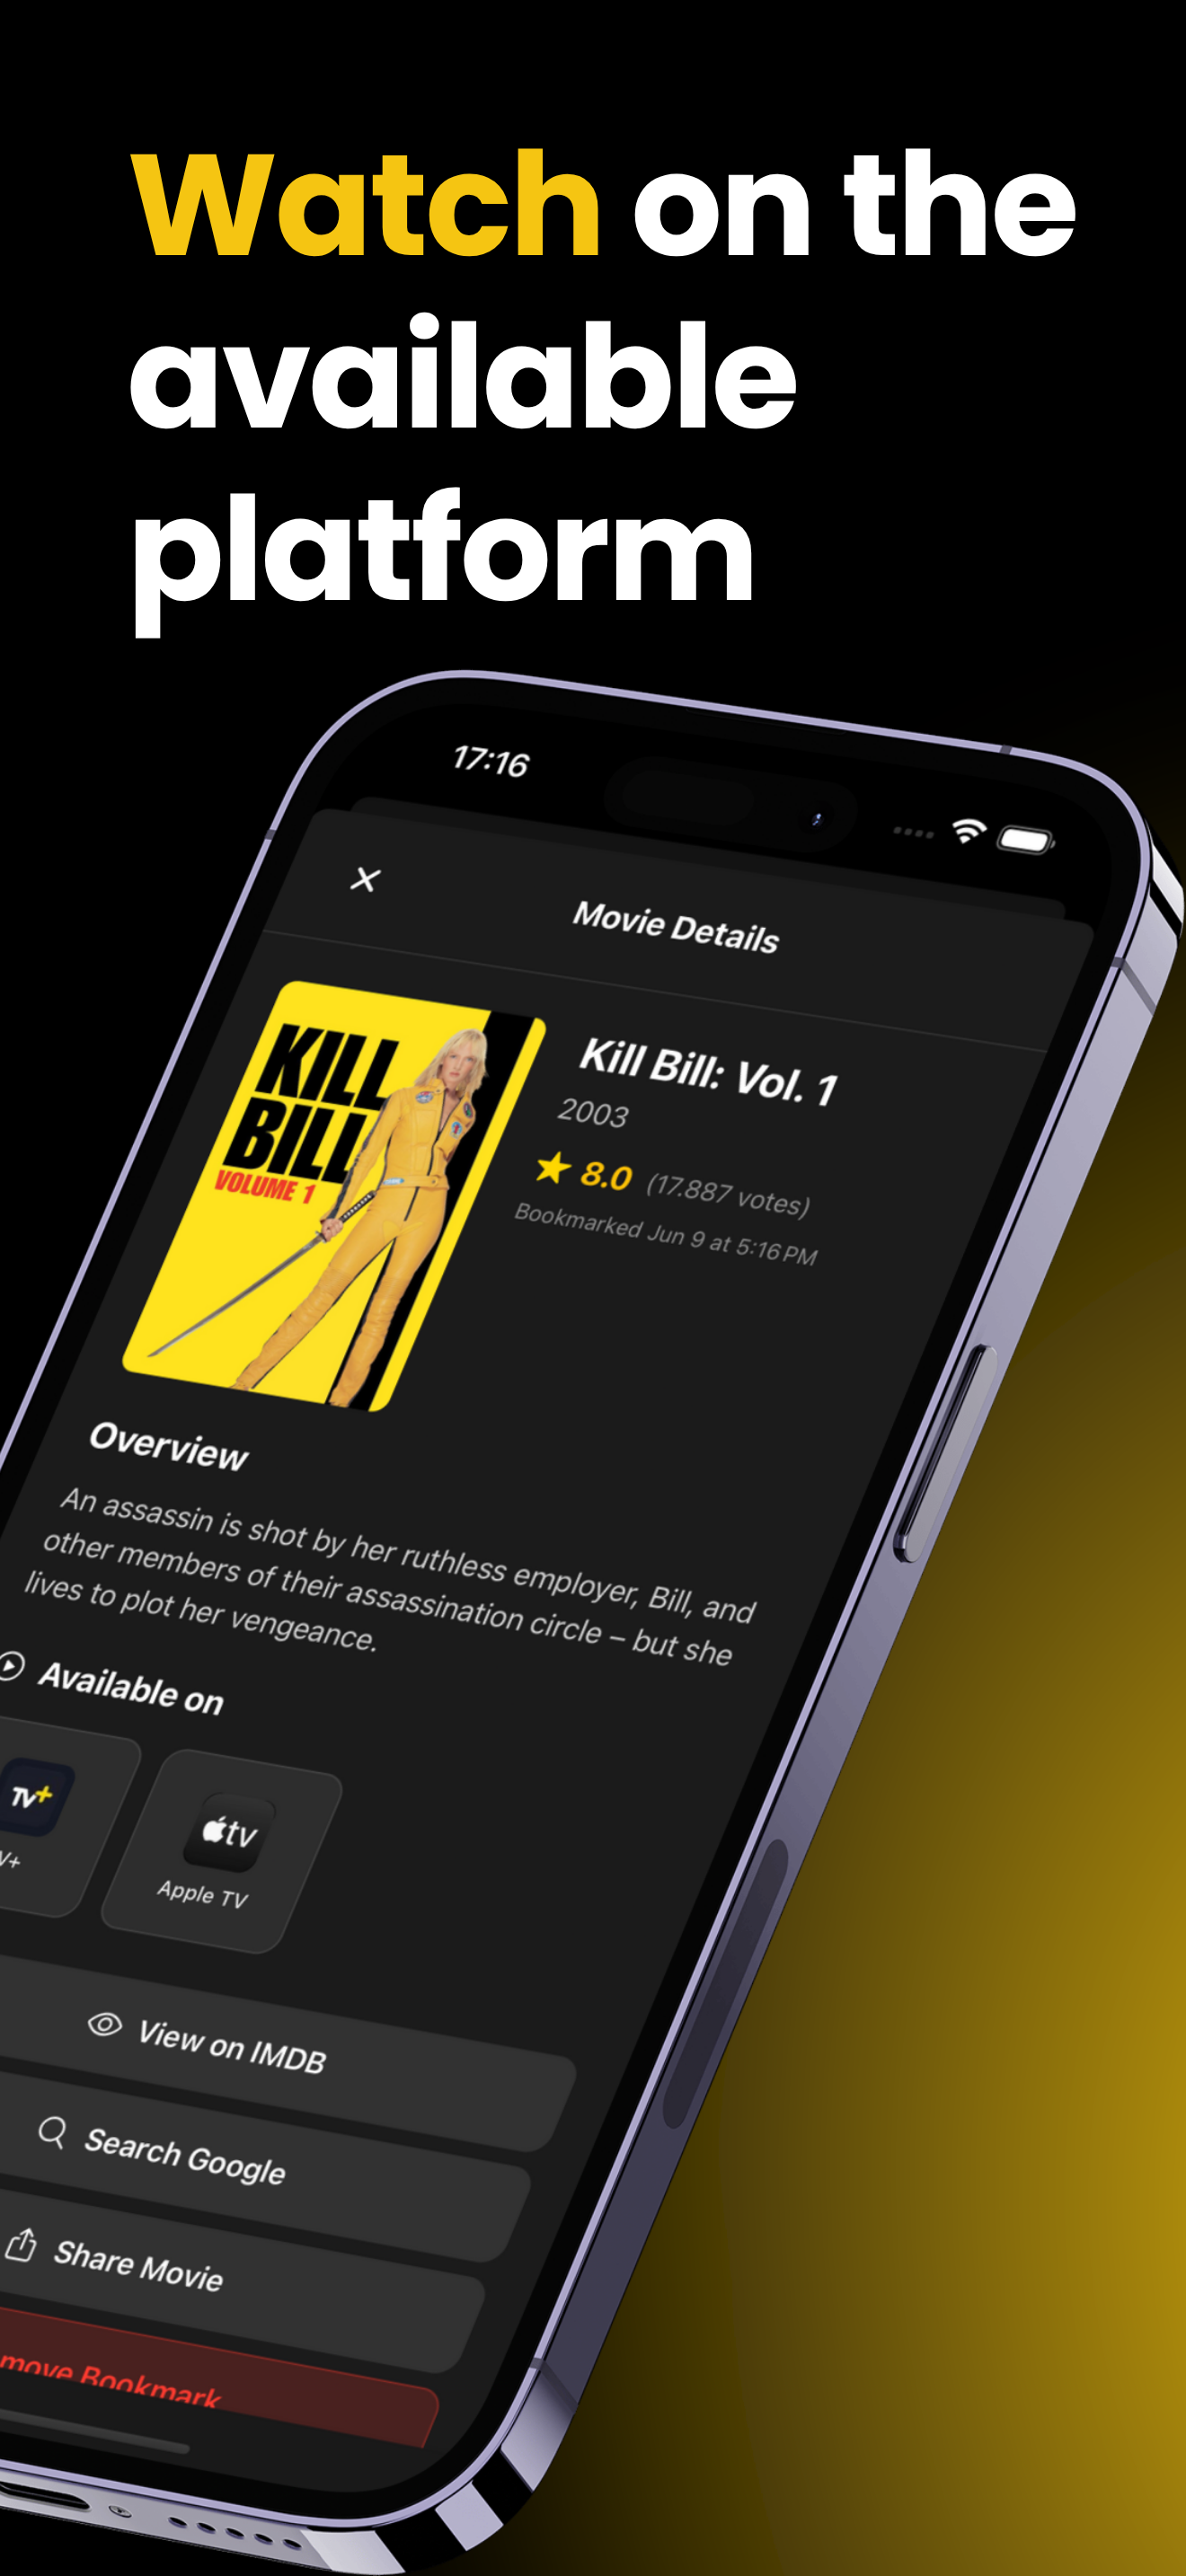 Watch on the
available
platform
17:16
Movie Details
KILL
BILL
VOLUME 1
Kill Bill: Vol. 1
2003
8.0 (17.887 votes)
Bookmarked Jun 9 at 5:16 PM
Overview
An assassin is shot by her ruthless employer, Bill, and
other members of their assassination circle – but she
lives to plot her vengeance.
Available on
TV+
V+
tv
Apple TV
View on IMDB
Search Google
Share Movie
move Bookmark